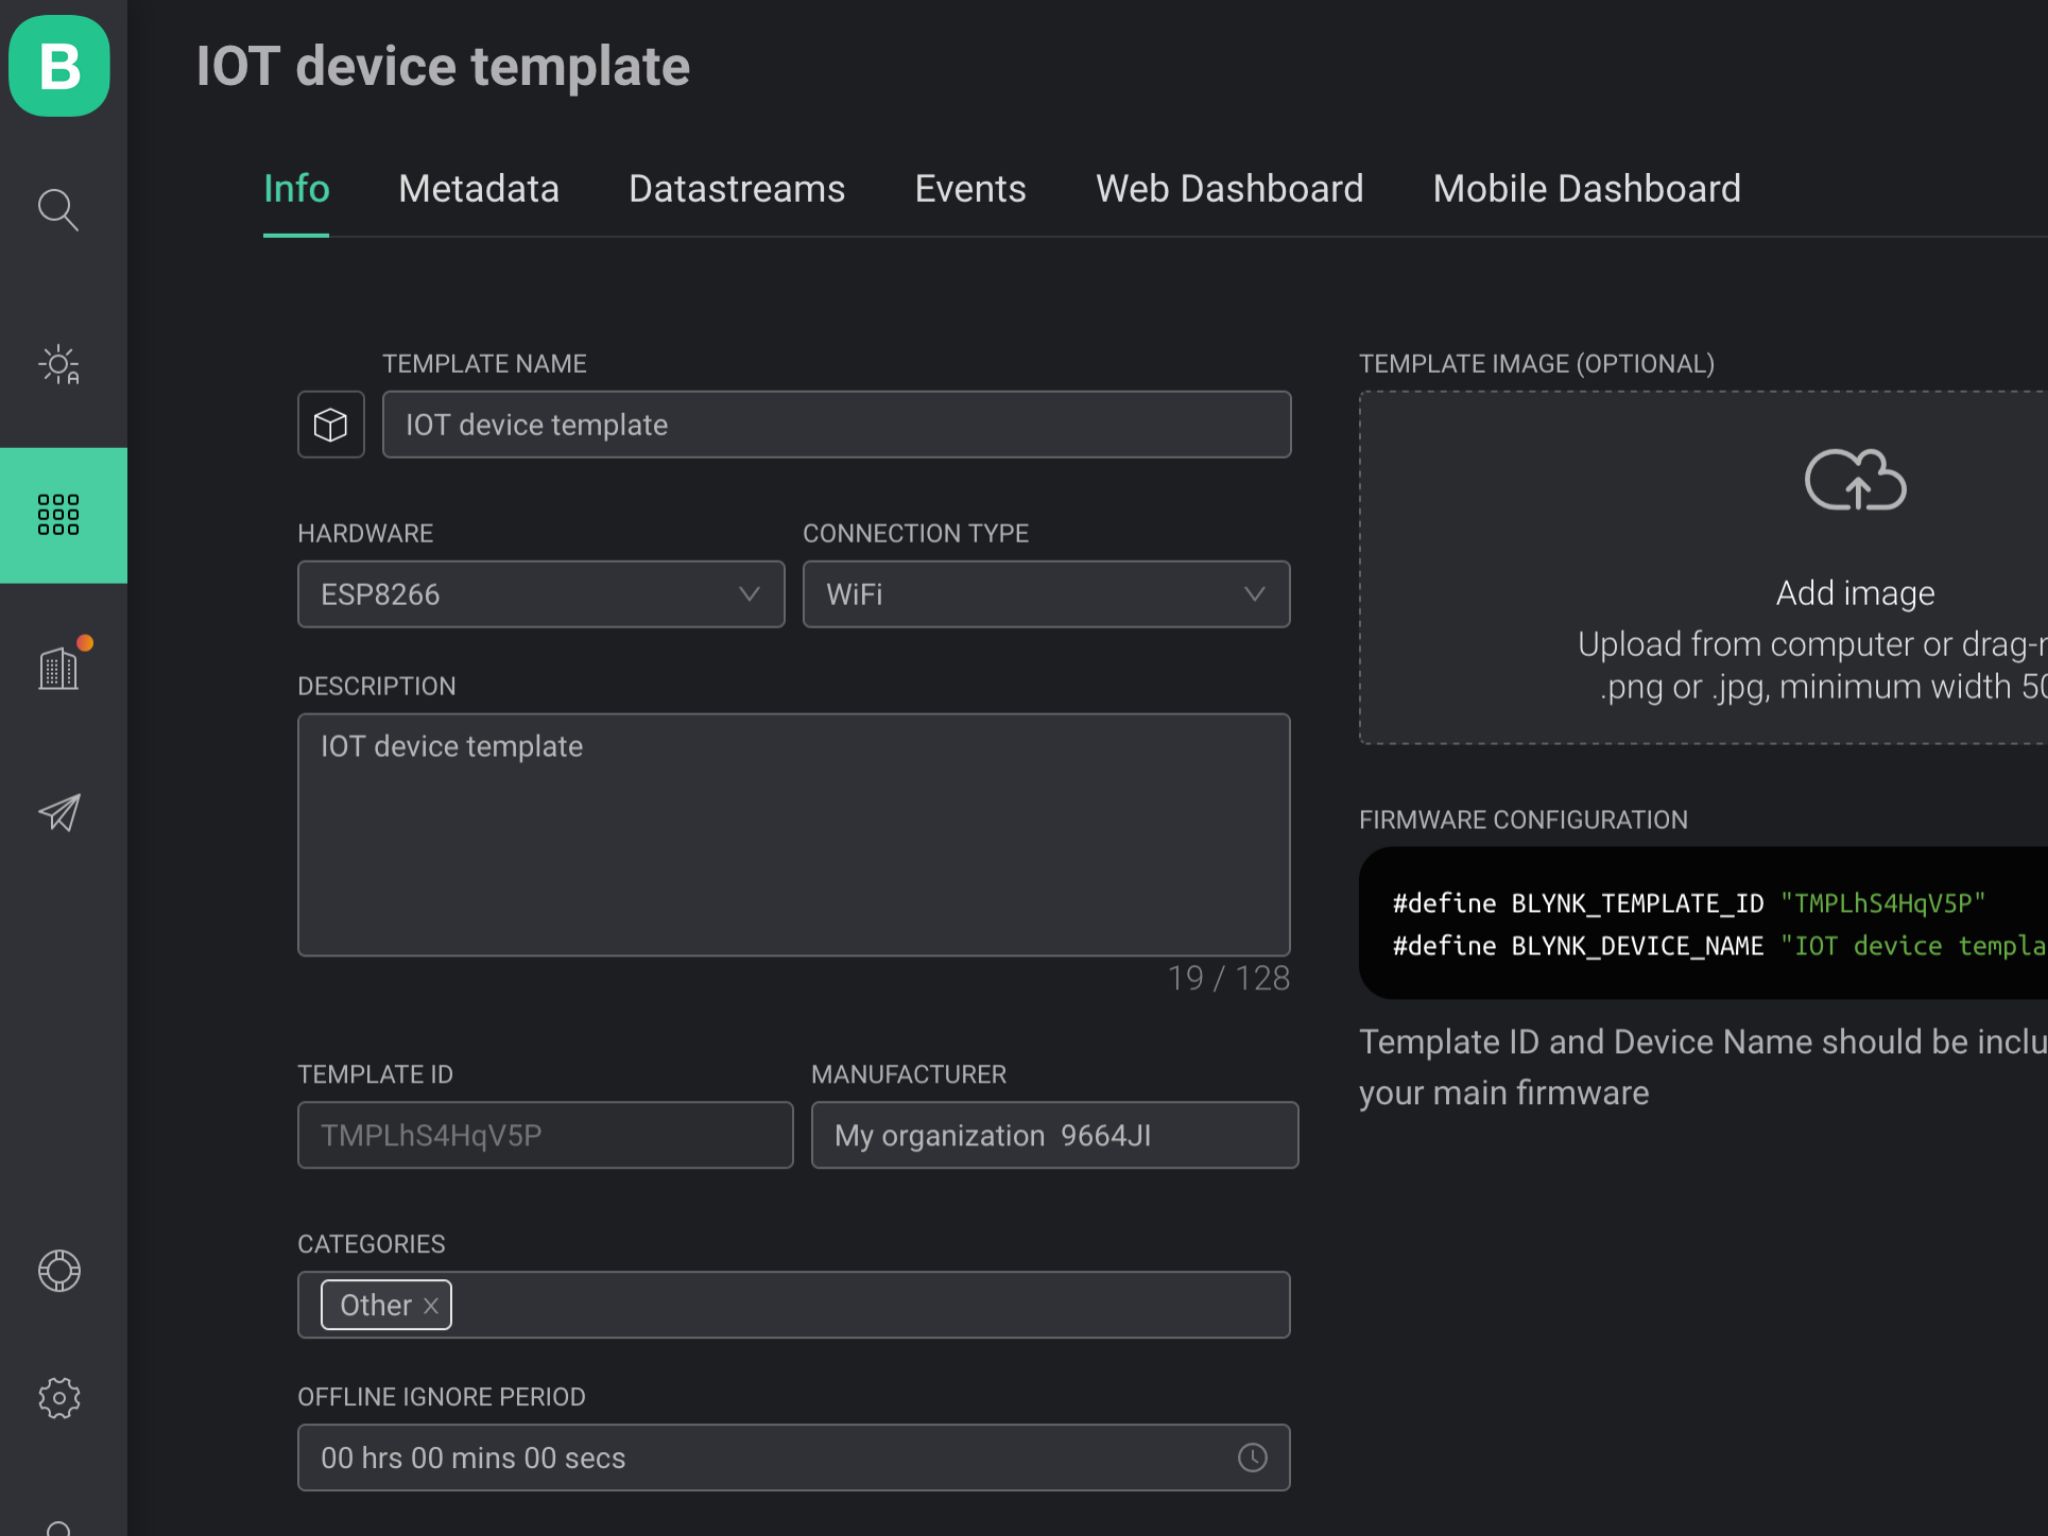 B
IOT device template
Info Metadata Datastreams Events Web Dashboard Mobile Dashboard
TEMPLATE NAME
IOT device template
HARDWARE CONNECTION TYPE
ESP8266 WiFi
DESCRIPTION
IOT device template
19 / 128
TEMPLATE ID MANUFACTURER
TMPLhS4HqV5P My organization 9664JI
CATEGORIES
Other
OFFLINE IGNORE PERIOD
00 hrs 00 mins 00 secs
TEMPLATE IMAGE (OPTIONAL)
Add image
Upload from computer or
.png or .jpg, minimum width
FIRMWARE CONFIGURATION
#define BLYNK_TEMPLATE_ID "TMPLhS4HqV5P"
#define BLYNK_DEVICE_NAME "IOT device
Template ID and Device Name should be
your main firmware